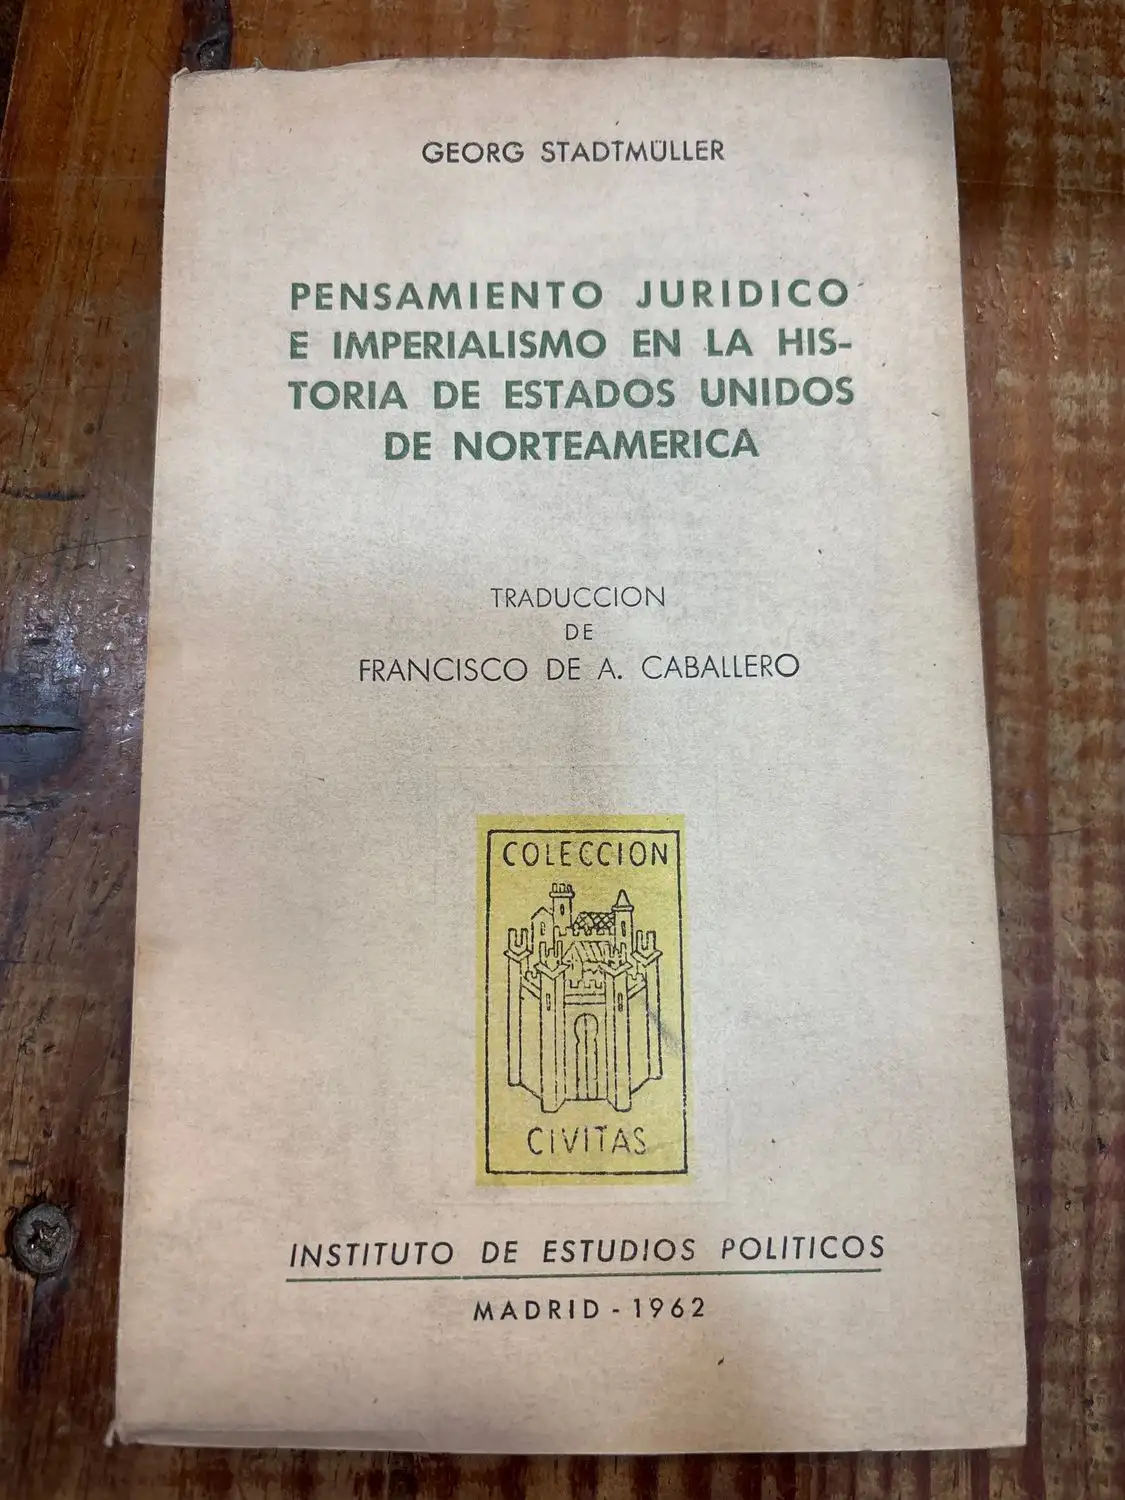 GEORG STADTMÜLLER
PENSAMIENTO JURIDICO
E IMPERIALISMO EN LA HIS-
TORIA DE ESTADOS UNIDOS
DE NORTEAMERICA
TRADUCCION
DE
FRANCISCO DE A. CABALLERO
COLECCION
CIVITAS
INSTITUTO DE ESTUDIOS POLITICOS
MADRID - 1962